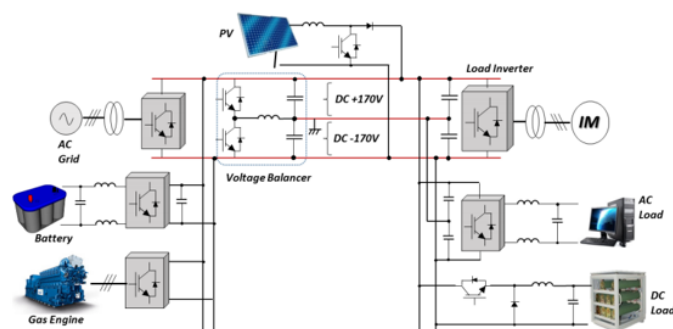 PV
Load Inverter
DC +170V
DC -170V
AC
Grid
IM
Voltage Balancer
Battery
AC
Load
Gas Engine
DC
Load